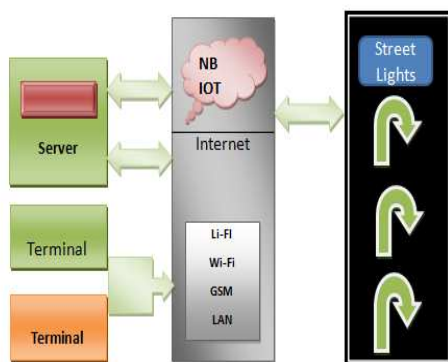 Server
Terminal
Terminal
NB
IOT
Internet
Li-FI
Wi-Fi
GSM
LAN
Street
Lights